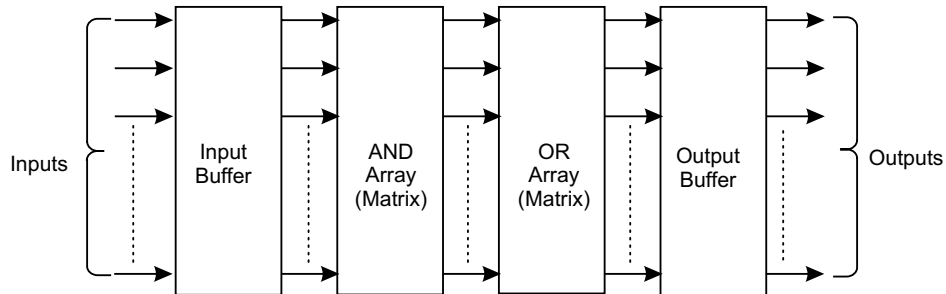 Inputs
Input
Buffer
AND
Array
(Matrix)
OR
Array
(Matrix)
Output
Buffer
Outputs